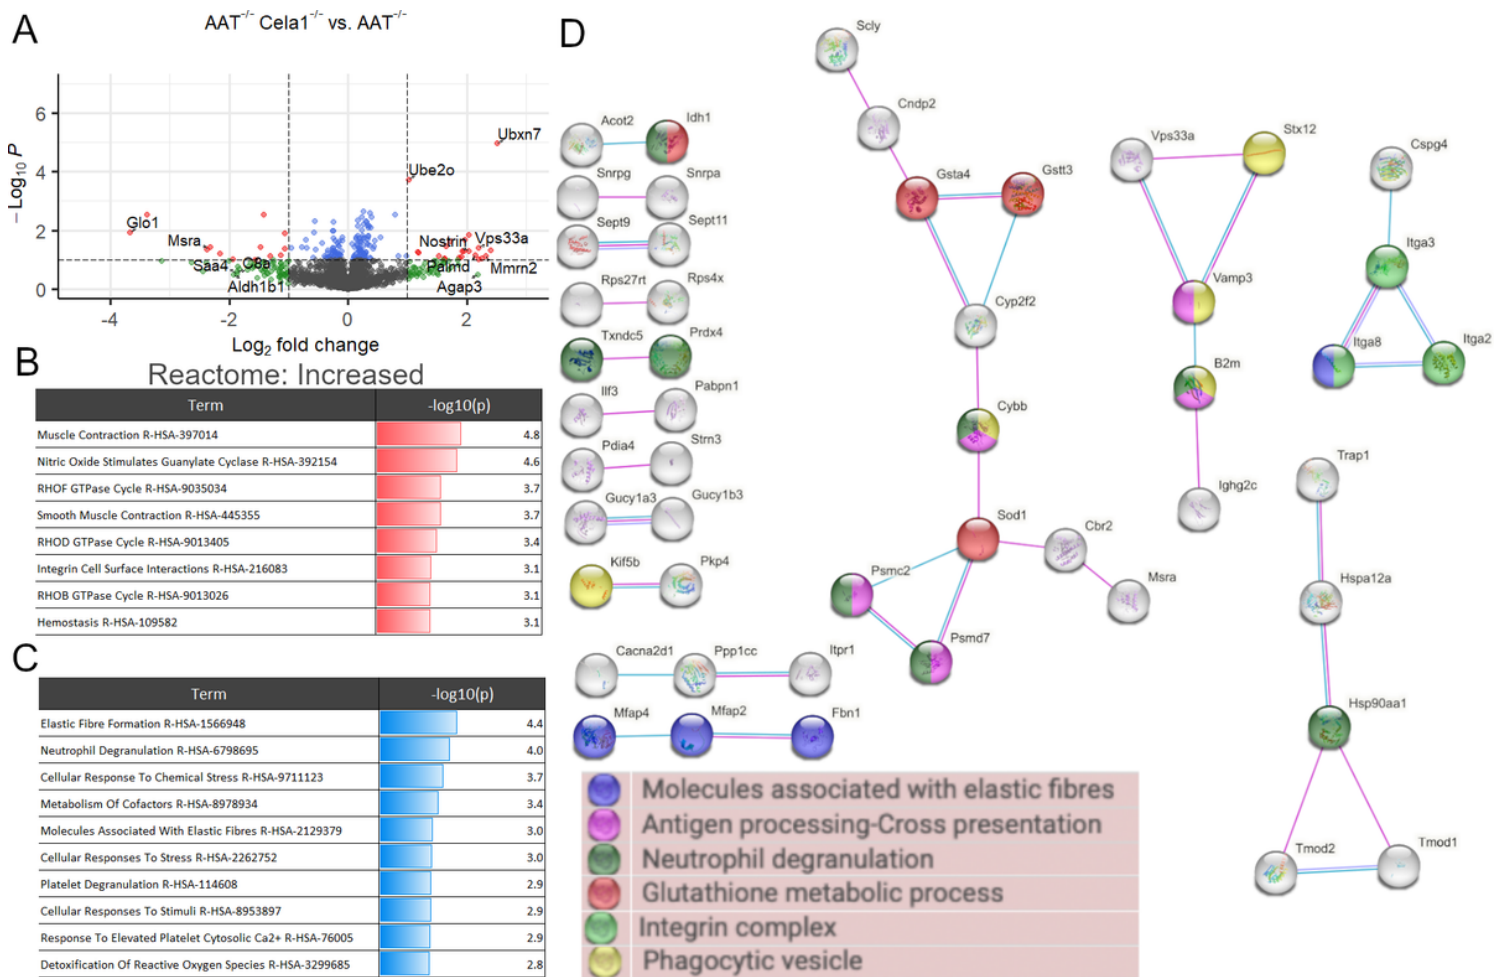 A
AAT-/- Cela1-/- vs. AAT-/-
− Log10 P
6
4
2
0
-4
-2
0
2
Log2 fold change
Ubxn7
Ube2o
Glo1
Msra
Nostrin
Vps33a
Saa4
C8a
Palmd
Mmrn2
Aldh1b1
Agap3
B
Reactome: Increased
Term -log10(p)
Muscle Contraction R-HSA-397014 4.8
Nitric Oxide Stimulates Guanylate Cyclase R-HSA-392154 4.6
RHOF GTPase Cycle R-HSA-9035034 3.7
Smooth Muscle Contraction R-HSA-445355 3.7
RHOD GTPase Cycle R-HSA-9013405 3.4
Integrin Cell Surface Interactions R-HSA-216083 3.1
RHOB GTPase Cycle R-HSA-9013026 3.1
Hemostasis R-HSA-109582 3.1
C
Term -log10(p)
Elastic Fibre Formation R-HSA-1566948 4.4
Neutrophil Degranulation R-HSA-6798695 4.0
Cellular Response To Chemical Stress R-HSA-9711123 3.7
Metabolism Of Cofactors R-HSA-8978934 3.4
Molecules Associated With Elastic Fibres R-HSA-2129379 3.0
Cellular Responses To Stress R-HSA-2262752 3.0
Platelet Degranulation R-HSA-114608 2.9
Cellular Responses To Stimuli R-HSA-8953897 2.9
Response To Elevated Platelet Cytosolic Ca2+ R-HSA-76005 2.9
Detoxification Of Reactive Oxygen Species R-HSA-3299685 2.8
D
Acot2 Idh1
Snrpg Snrpa
Sept9 Sept11
Rps27rt Rps4x
Txndc5 Prdx4
Ilf3 Pabpn1
Pdia4 Strn3
Gucy1a3 Gucy1b3
Kif5b Pkp4
Cacna2d1 Ppp1cc Itpr1
Mfap4 Mfap2 Fbn1
Scly
Cndp2
Gsta4
Gstt3
Cyp2f2
Cybb
Sod1
Cbr2
Msra
Psmc2
Psmd7
Vps33a
Stx12
Vamp3
B2m
Ighg2c
Cspg4
Itga3
Itga8
Itga2
Trap1
Hspa12a
Hsp90aa1
Tmod2
Tmod1
Molecules associated with elastic fibres
Antigen processing-Cross presentation
Neutrophil degranulation
Glutathione metabolic process
Integrin complex
Phagocytic vesicle